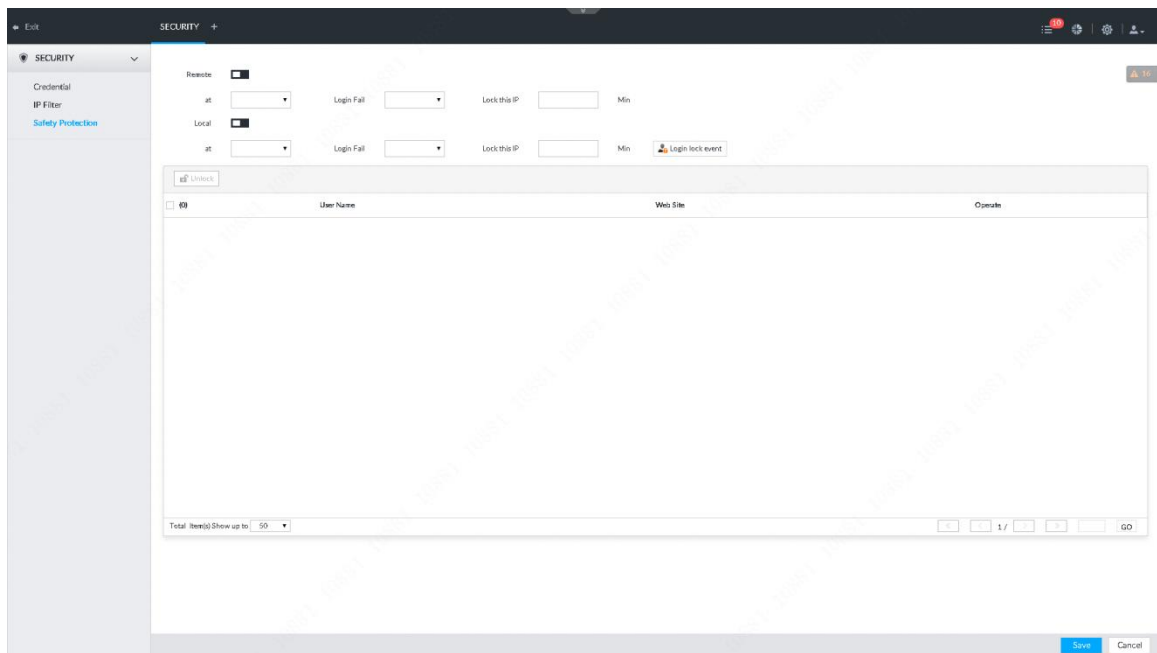 Exit SECURITY + 10
SECURITY
Credential
IP Filter
Safety Protection
Remote
16
at Login Fail Lock this IP Min
Local
at Login Fail Lock this IP Min Login lock event
Unlock
(0) User Name Web Site Operate
Total Item(s) Show up to 50 1/ GO
Save Cancel